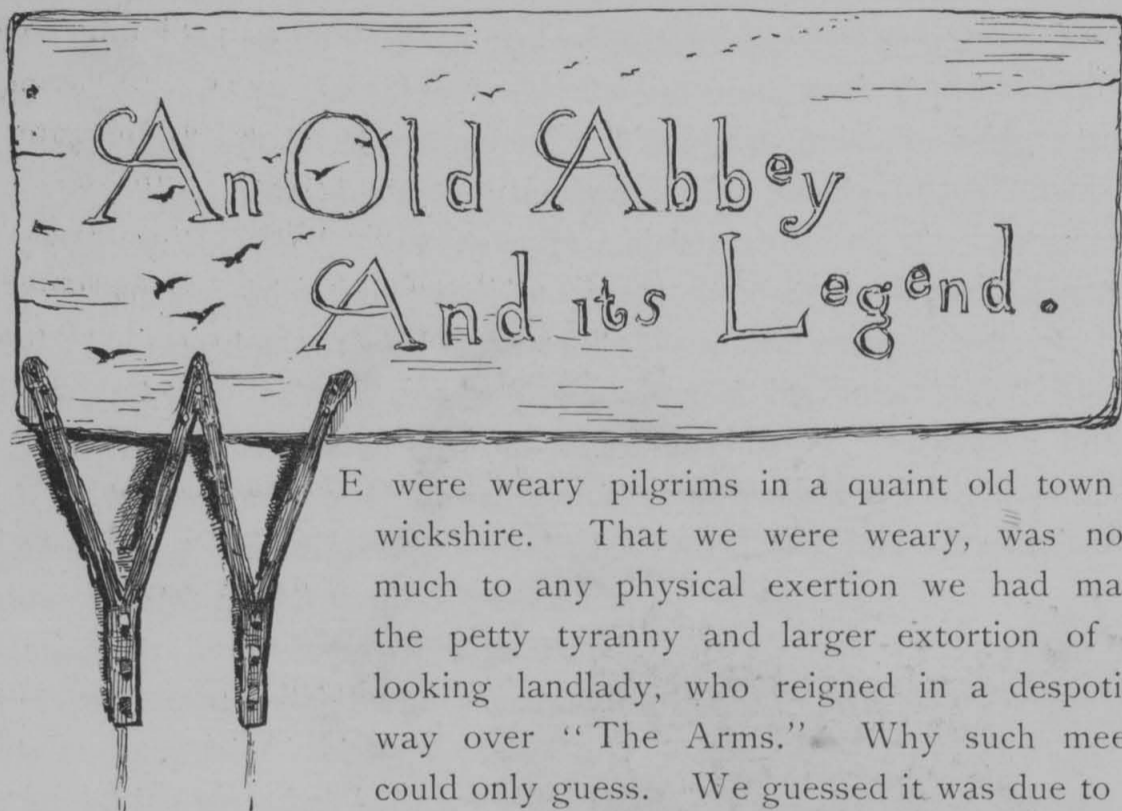 An Old Abbey
And its Legend.
WE were weary pilgrims in a quaint old town
wickshire. That we were weary, was no
much to any physical exertion we had ma
the petty tyranny and larger extortion of
looking landlady, who reigned in a despoti
way over “The Arms.” Why such mee
could only guess. We guessed it was due to